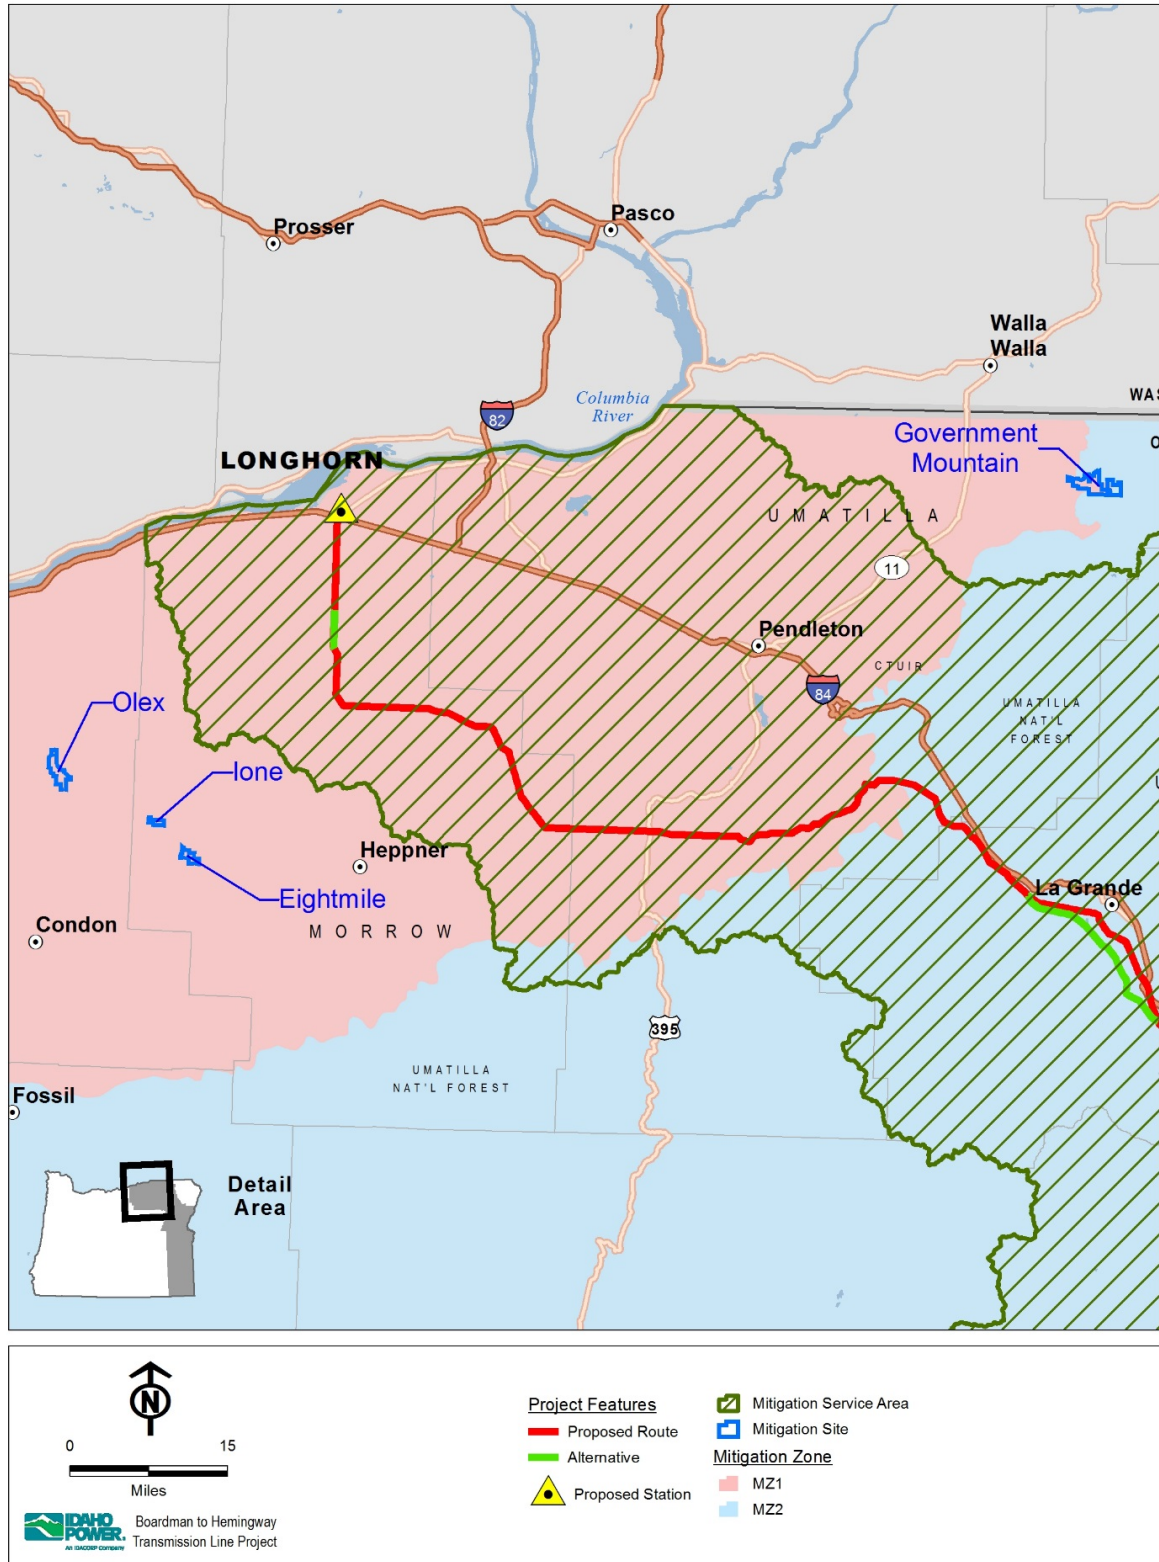 Prosser
Pasco
Walla
Walla
WAS
Columbia
River
82
Government
Mountain
O
LONGHORN
UMATILLA
11
Pendleton
CTUIR
84
UMATILLA
NAT'L
FOREST
U
Olex
Ione
Heppner
Eightmile
La Grande
Condon
MORROW
395
UMATILLA
NAT'L FOREST
Fossil
Detail
Area
N
0 15
Miles
IDAHO
POWER.
An IDACORP Company
Boardman to Hemingway
Transmission Line Project
Project Features
Proposed Route
Alternative
Proposed Station
Mitigation Service Area
Mitigation Site
Mitigation Zone
MZ1
MZ2